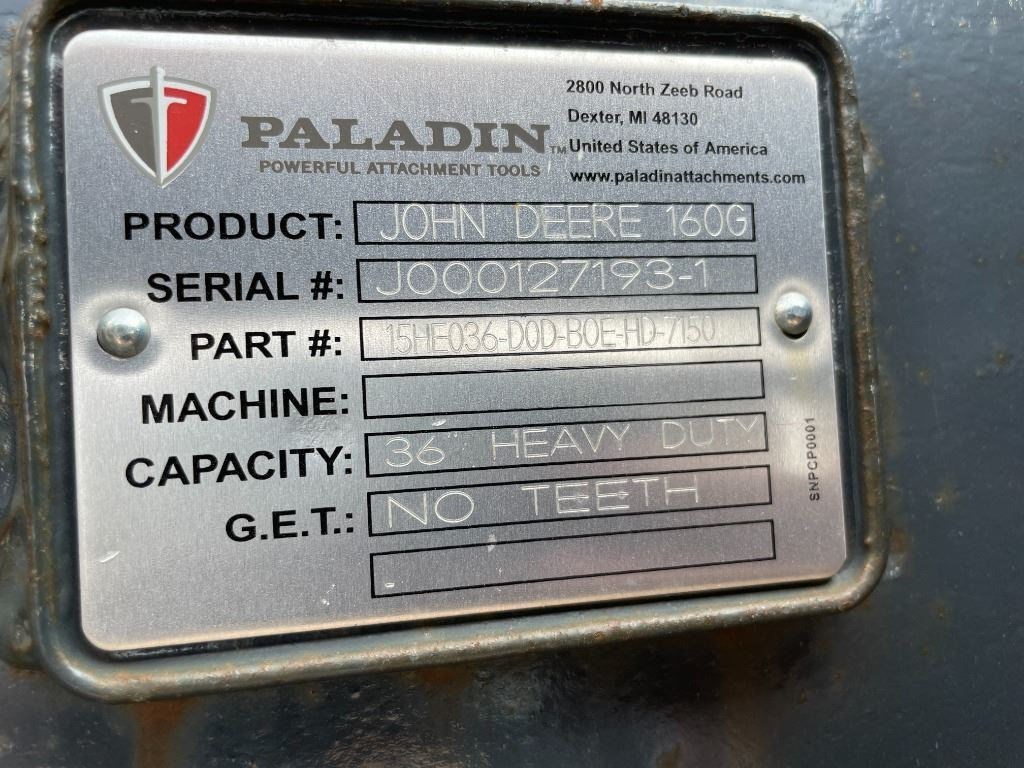 PALADIN™
POWERFUL ATTACHMENT TOOLS
2800 North Zeeb Road
Dexter, MI 48130
United States of America
www.paladinattachments.com
PRODUCT: JOHN DEERE 160G
SERIAL #: J000127193-1
PART #: 15HE036-D0D-B0E-HD-7150
MACHINE:
CAPACITY: 36" HEAVY DUTY
G.E.T.: NO TEETH
SNPCP0001